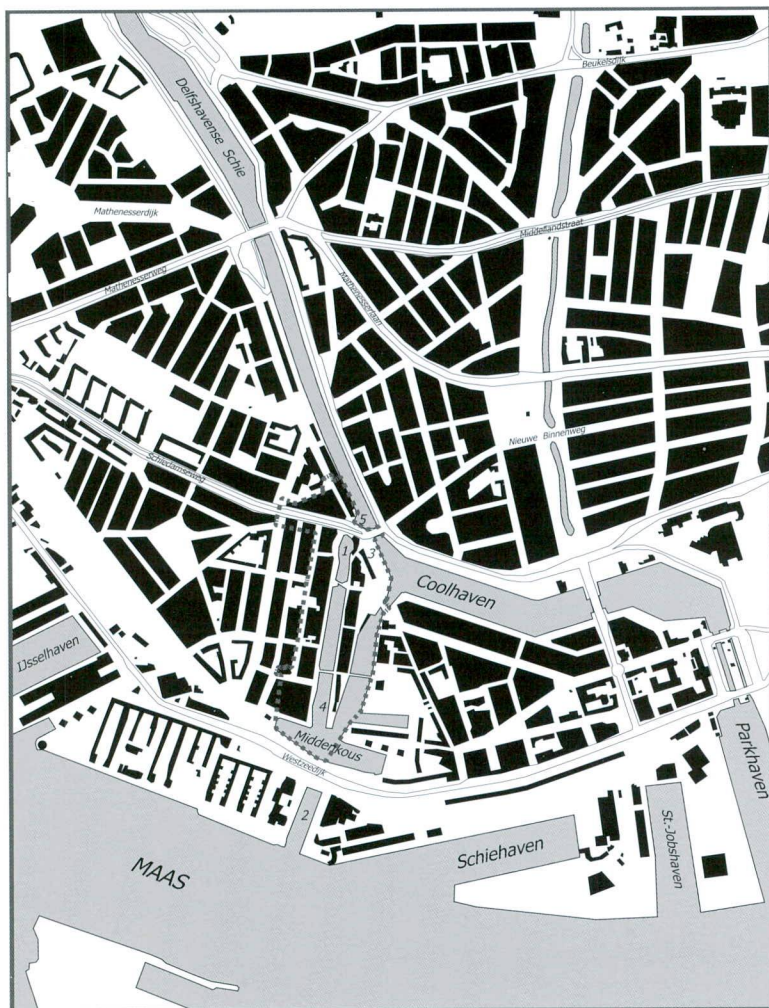 Beukelsdijk
Delfshavense Schie
Mathenesserdijk
Middellandstraat
Mathenesserweg
Mathenesserlaan
Nieuwe Binnenweg
Schiedamseweg
5
1
3
Coolhaven
IJsselhaven
4
Middenkous
Westzeedijk
Parkhaven
2
St.-Jobshaven
Schiehaven
MAAS